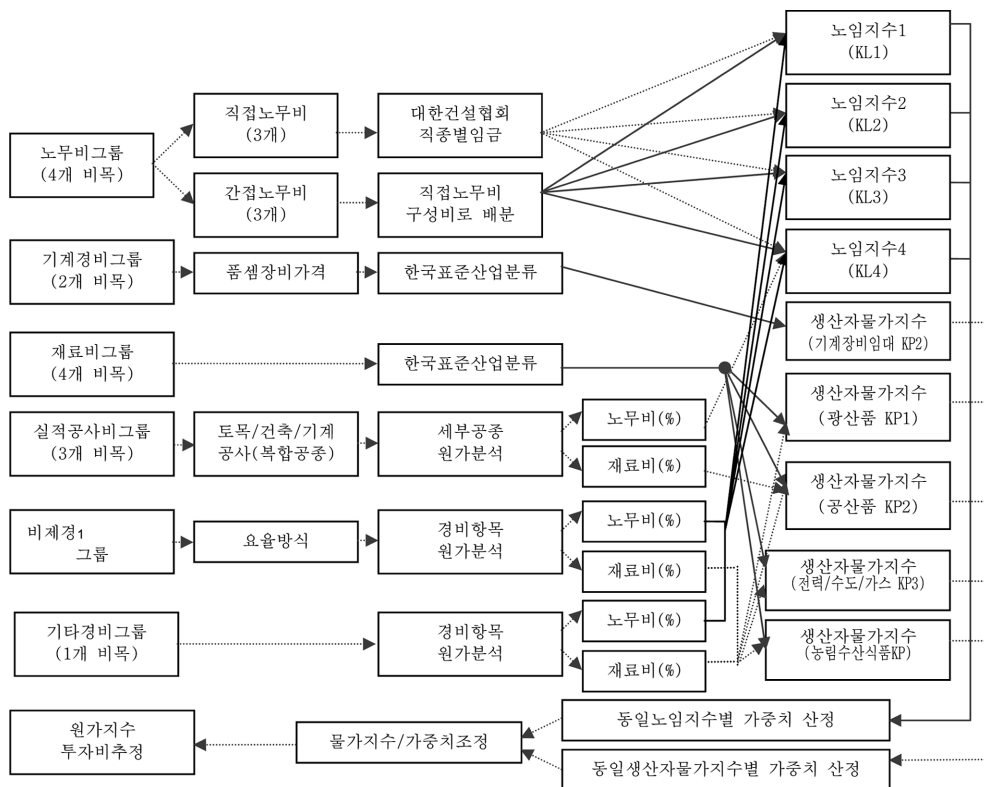 노무비그룹
(4개 비목)
직접노무비
(3개)
대한건설협회
직종별임금
간접노무비
(3개)
직접노무비
구성비로 배분
기계경비그룹
(2개 비목)
품셈장비가격
한국표준산업분류
재료비그룹
(4개 비목)
한국표준산업분류
실적공사비그룹
(3개 비목)
토목/건축/기계
공사(복합공종)
세부공종
원가분석
노무비(%)
재료비(%)
비제경1
그룹
요율방식
경비항목
원가분석
노무비(%)
재료비(%)
기타경비그룹
(1개 비목)
경비항목
원가분석
노무비(%)
재료비(%)
노임지수1
(KL1)
노임지수2
(KL2)
노임지수3
(KL3)
노임지수4
(KL4)
생산자물가지수
(기계장비임대 KP2)
생산자물가지수
(광산품 KP1)
생산자물가지수
(공산품 KP2)
생산자물가지수
(전력/수도/가스 KP3)
생산자물가지수
(농림수산식품KP)
원가지수
투자비추정
물가지수/가중치조정
동일노임지수별 가중치 산정
동일생산자물가지수별 가중치 산정